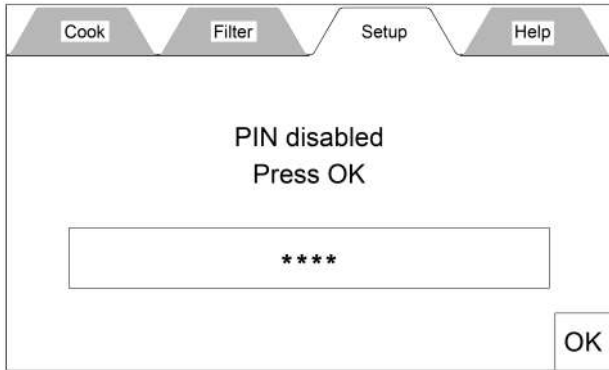 Cook Filter Setup Help
PIN disabled
Press OK
****
OK